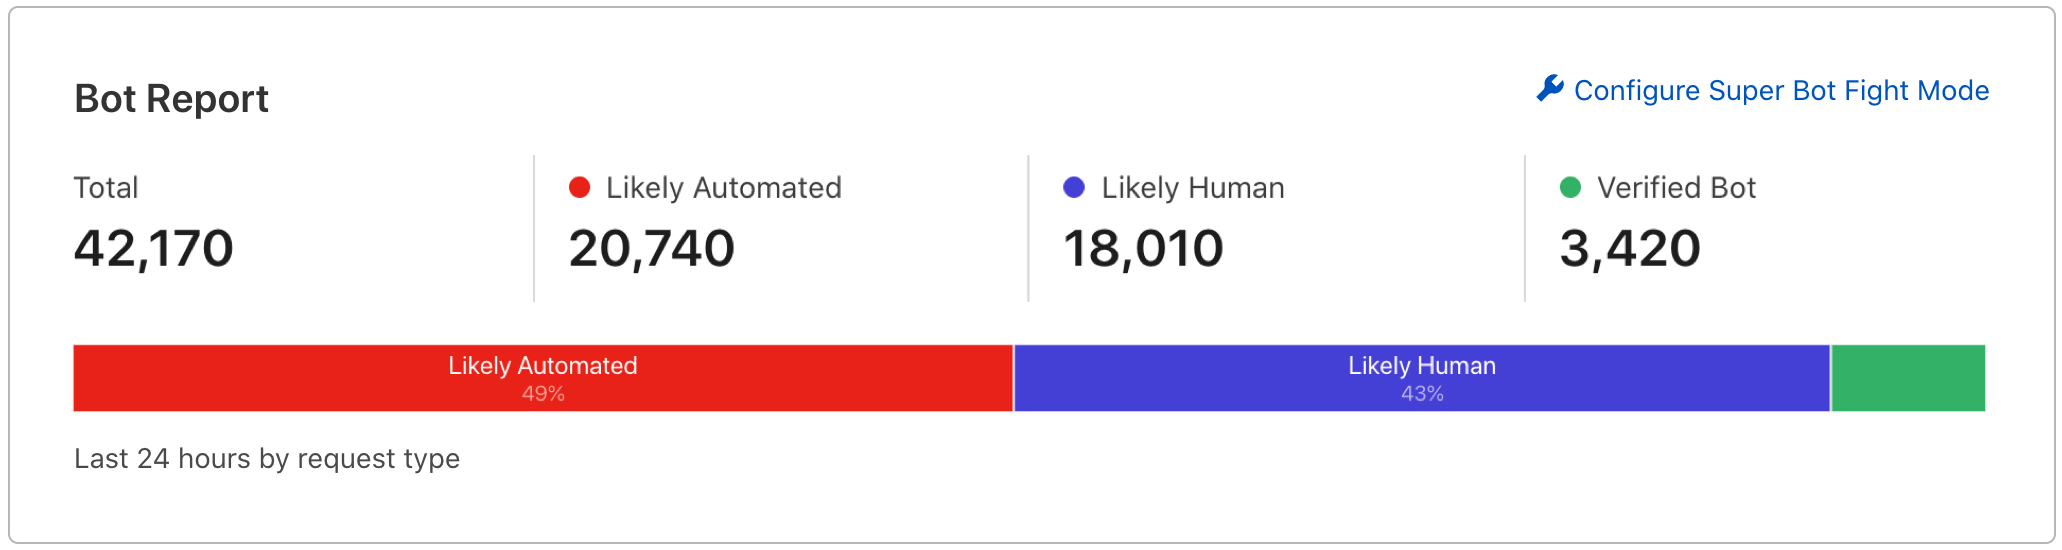 Bot Report
Configure Super Bot Fight Mode
Total
42,170
Likely Automated
20,740
Likely Human
18,010
Verified Bot
3,420
Likely Automated
49%
Likely Human
43%
Last 24 hours by request type